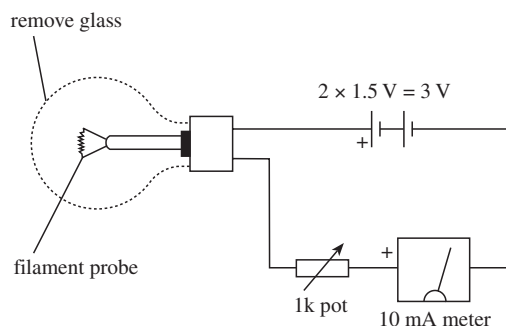 remove glass
2 × 1.5 V = 3 V
+
filament probe
+
1k pot
10 mA meter